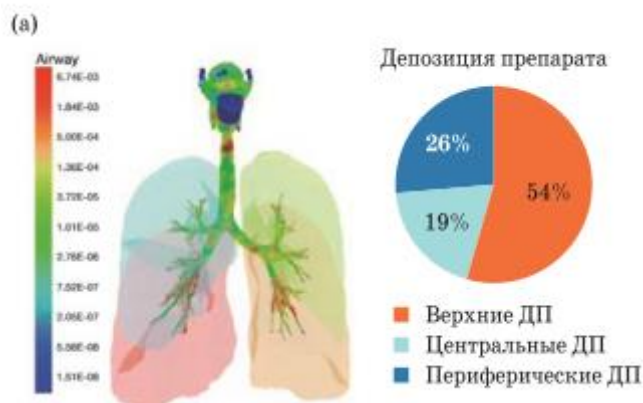 (a)
Airway
6.74E-03
1.84E-03
5.00E-04
1.36E-04
3.72E-05
1.01E-05
2.76E-06
7.52E-07
2.05E-07
5.58E-08
1.51E-08
Депозиция препарата
26%
54%
19%
Верхние ДП
Центральные ДП
Периферические ДП